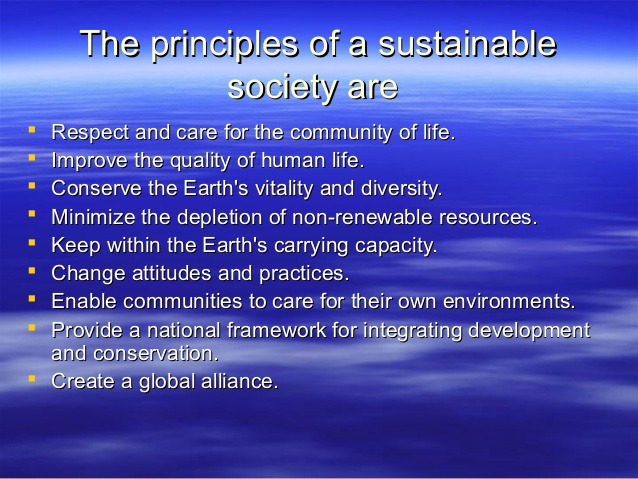 The principles of a sustainable
society are
Respect and care for the community of life.
Improve the quality of human life.
Conserve the Earth's vitality and diversity.
Minimize the depletion of non-renewable resources.
Keep within the Earth's carrying capacity.
Change attitudes and practices.
Enable communities to care for their own environments.
Provide a national framework for integrating development
and conservation.
Create a global alliance.